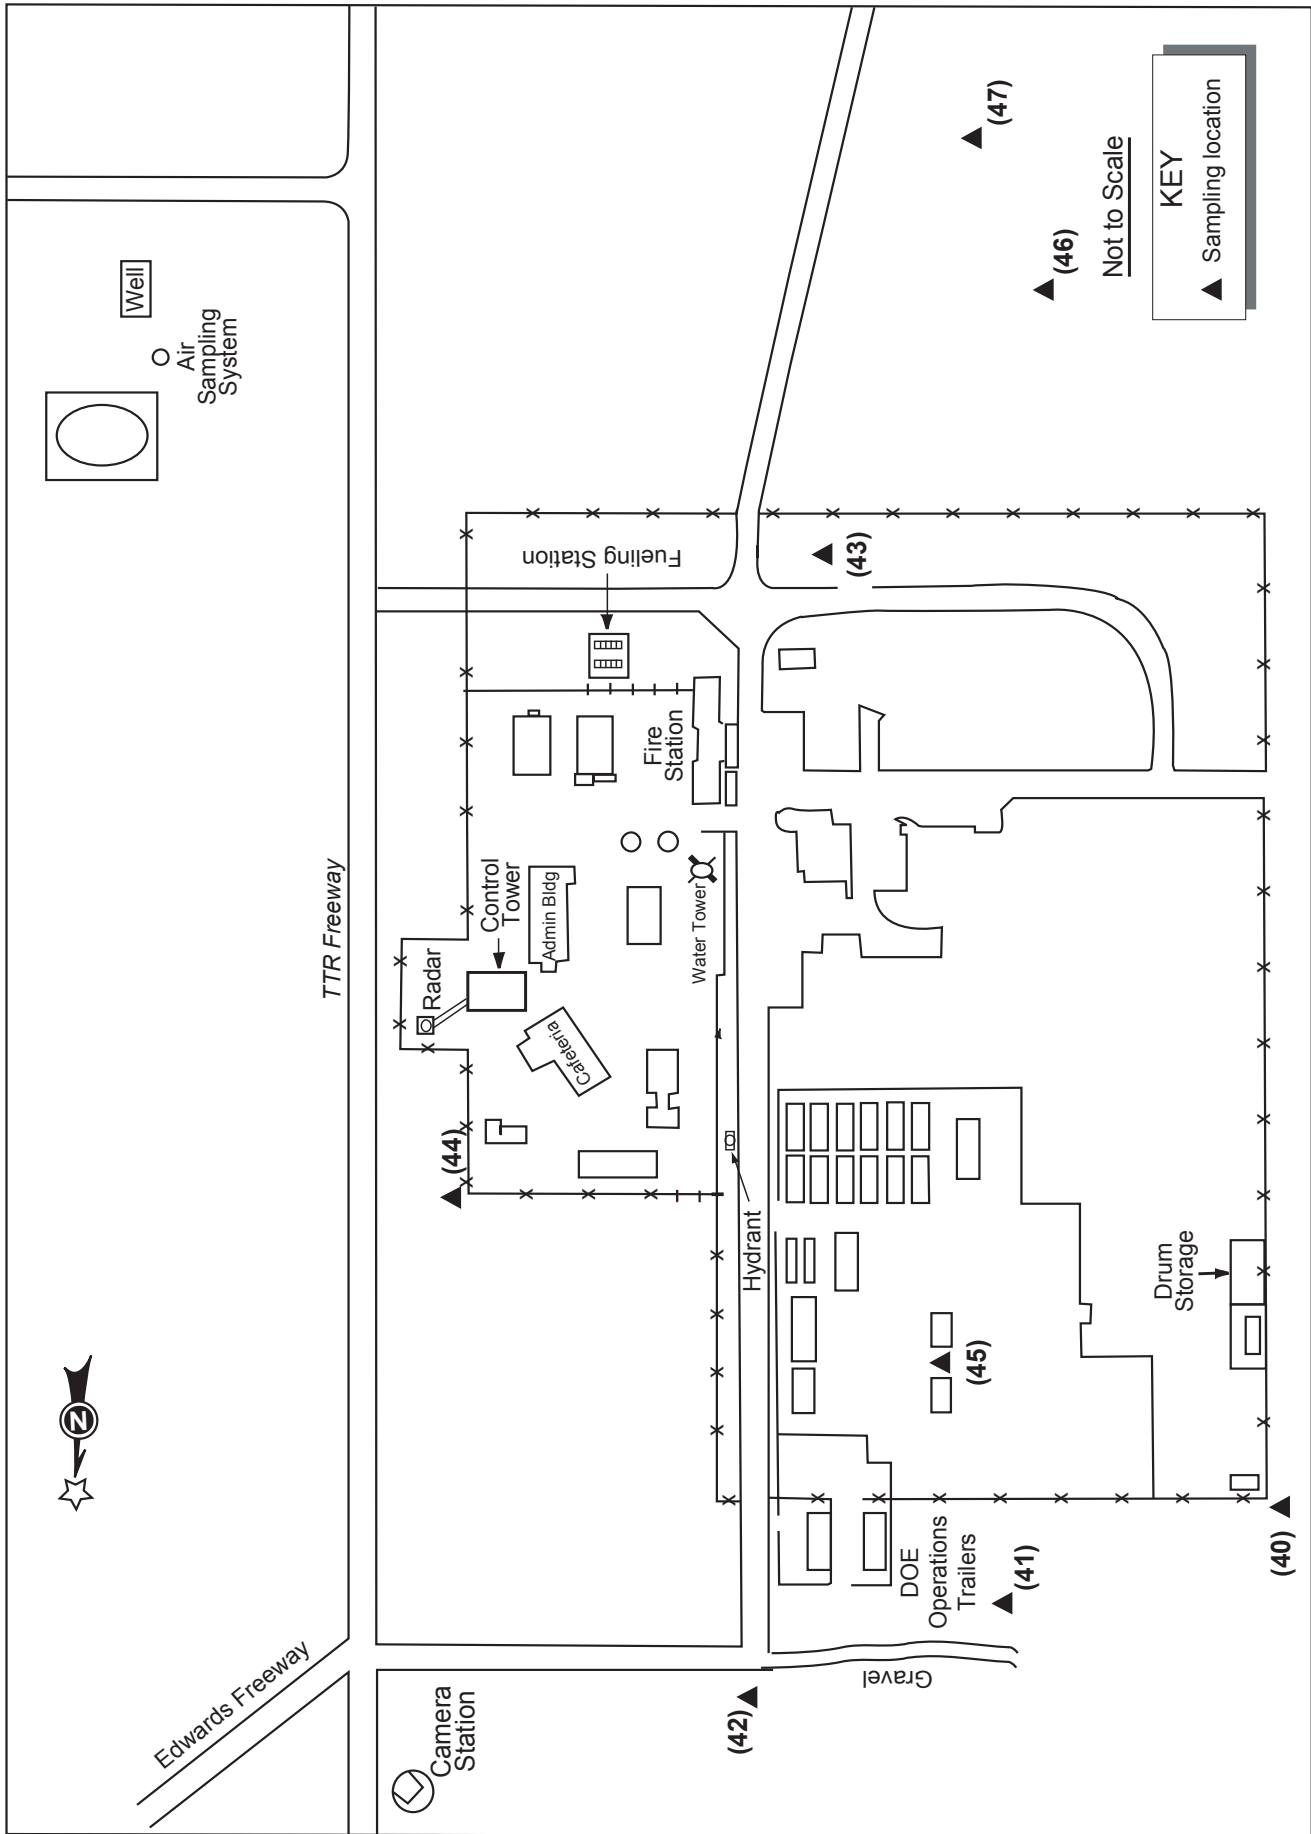 TTR Freeway
Edwards Freeway
Well
Air
Sampling
System
N
Camera
Station
Radar
Control
Tower
Admin Bldg
Cafeteria
Fueling Station
Fire
Station
Water Tower
Hydrant
(44)
(42)
(43)
(45)
DOE
Operations
Trailers
Gravel
(41)
(40)
Drum
Storage
(46)
(47)
Not to Scale
KEY
Sampling location